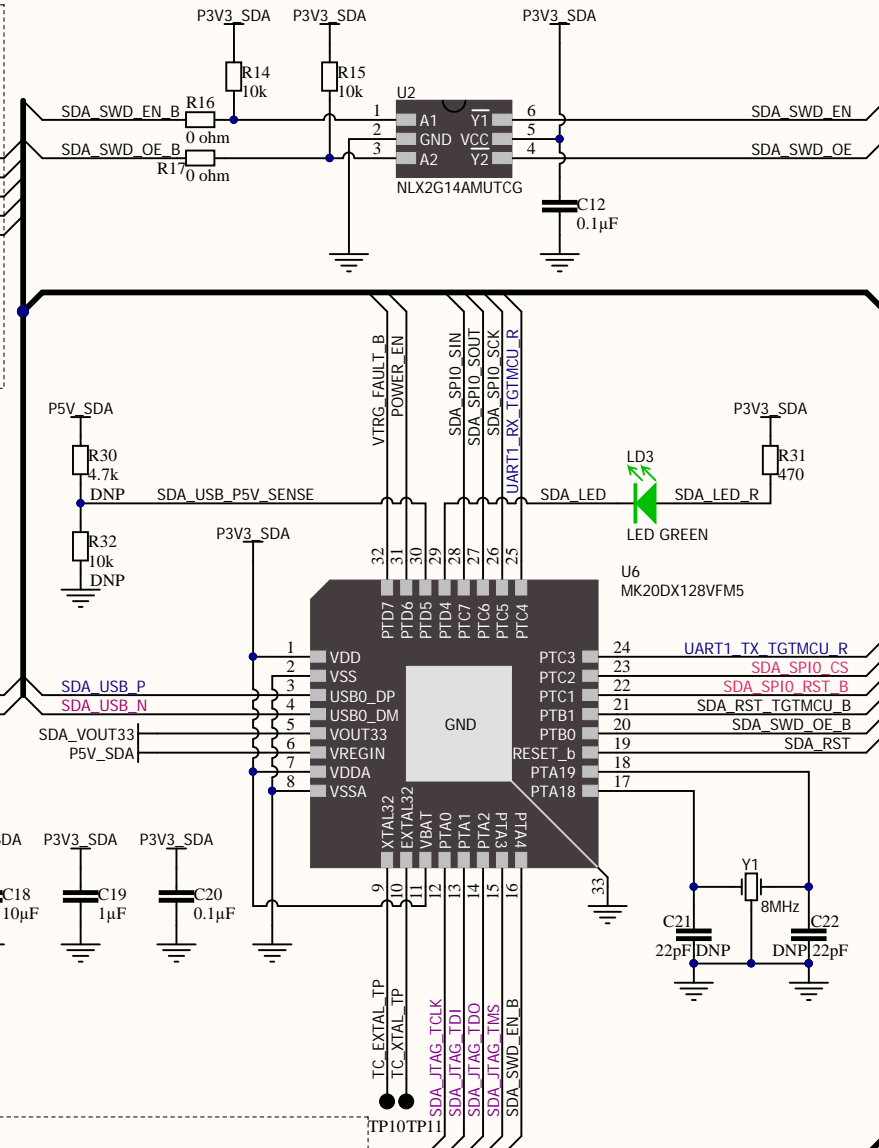 P3V3_SDA
P3V3_SDA
P3V3_SDA
R14
10k
R15
10k
U2
SDA_SWD_EN_B
R16
0 ohm
1
A1
Y1
6
SDA_SWD_EN
2
GND
VCC
5
SDA_SWD_OE_B
R17
0 ohm
3
A2
Y2
4
SDA_SWD_OE
NLX2G14AMUTCG
C12
0.1µF
VTRG_FAULT_B
POWER_EN
SDA_SPI0_SIN
SDA_SPI0_SOUT
SDA_SPI0_SCK
UART1_RX_TGTMCU_R
P5V_SDA
R30
4.7k
DNP
SDA_USB_P5V_SENSE
R32
10k
DNP
P3V3_SDA
SDA_LED
LD3
LED GREEN
SDA_LED_R
P3V3_SDA
R31
470
32
31
30
29
28
27
26
25
PTD7
PTD6
PTD5
PTD4
PTC7
PTC6
PTC5
PTC4
U6
MK20DX128VFM5
1
VDD
2
VSS
SDA_USB_P
3
USB0_DP
SDA_USB_N
4
USB0_DM
SDA_VOUT33
5
VOUT33
P5V_SDA
6
VREGIN
7
VDDA
8
VSSA
GND
PTC3
24
UART1_TX_TGTMCU_R
PTC2
23
SDA_SPI0_CS
PTC1
22
SDA_SPI0_RST_B
PTB1
21
SDA_RST_TGTMCU_B
PTB0
20
SDA_SWD_OE_B
RESET_b
19
SDA_RST
PTA19
18
PTA18
17
XTAL32
EXTAL32
VBAT
PTA0
PTA1
PTA2
PTA3
PTA4
9
10
11
12
13
14
15
16
33
DA
C18
10µF
P3V3_SDA
C19
1µF
P3V3_SDA
C20
0.1µF
Y1
8MHz
C21
22pF
DNP
C22
DNP
22pF
TC_EXTAL_TP
TC_XTAL_TP
SDA_JTAG_TCLK
SDA_JTAG_TDI
SDA_JTAG_TDO
SDA_JTAG_TMS
SDA_SWD_EN_B
TP10
TP11